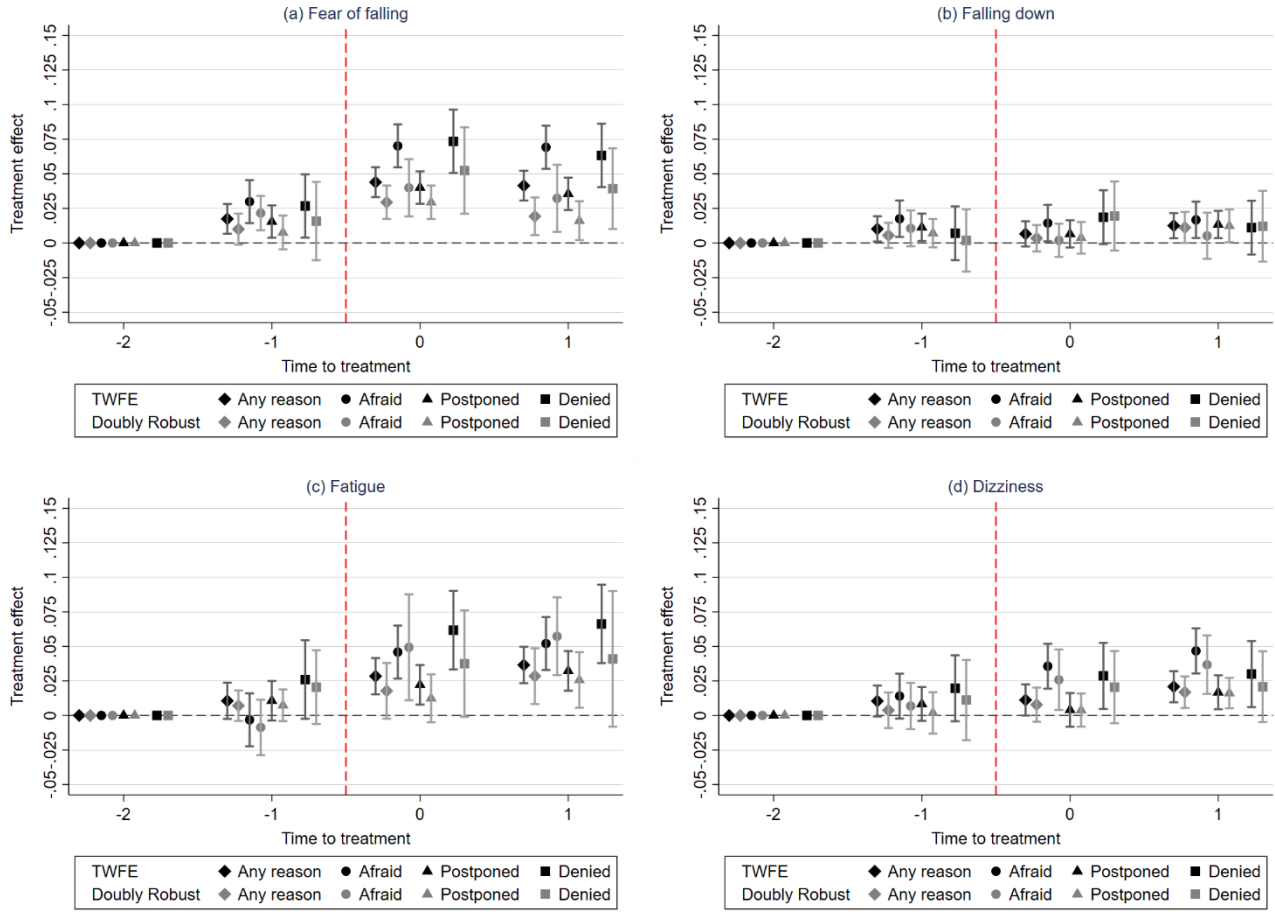 (a) Fear of falling
Treatment effect
-.05-.025 0 .025 .05 .075 .1 .125 .15
-2 -1 0 1
Time to treatment
TWFE Any reason Afraid Postponed Denied
Doubly Robust Any reason Afraid Postponed Denied
(b) Falling down
Treatment effect
-.05-.025 0 .025 .05 .075 .1 .125 .15
-2 -1 0 1
Time to treatment
TWFE Any reason Afraid Postponed Denied
Doubly Robust Any reason Afraid Postponed Denied
(c) Fatigue
Treatment effect
-.05-.025 0 .025 .05 .075 .1 .125 .15
-2 -1 0 1
Time to treatment
TWFE Any reason Afraid Postponed Denied
Doubly Robust Any reason Afraid Postponed Denied
(d) Dizziness
Treatment effect
-.05-.025 0 .025 .05 .075 .1 .125 .15
-2 -1 0 1
Time to treatment
TWFE Any reason Afraid Postponed Denied
Doubly Robust Any reason Afraid Postponed Denied